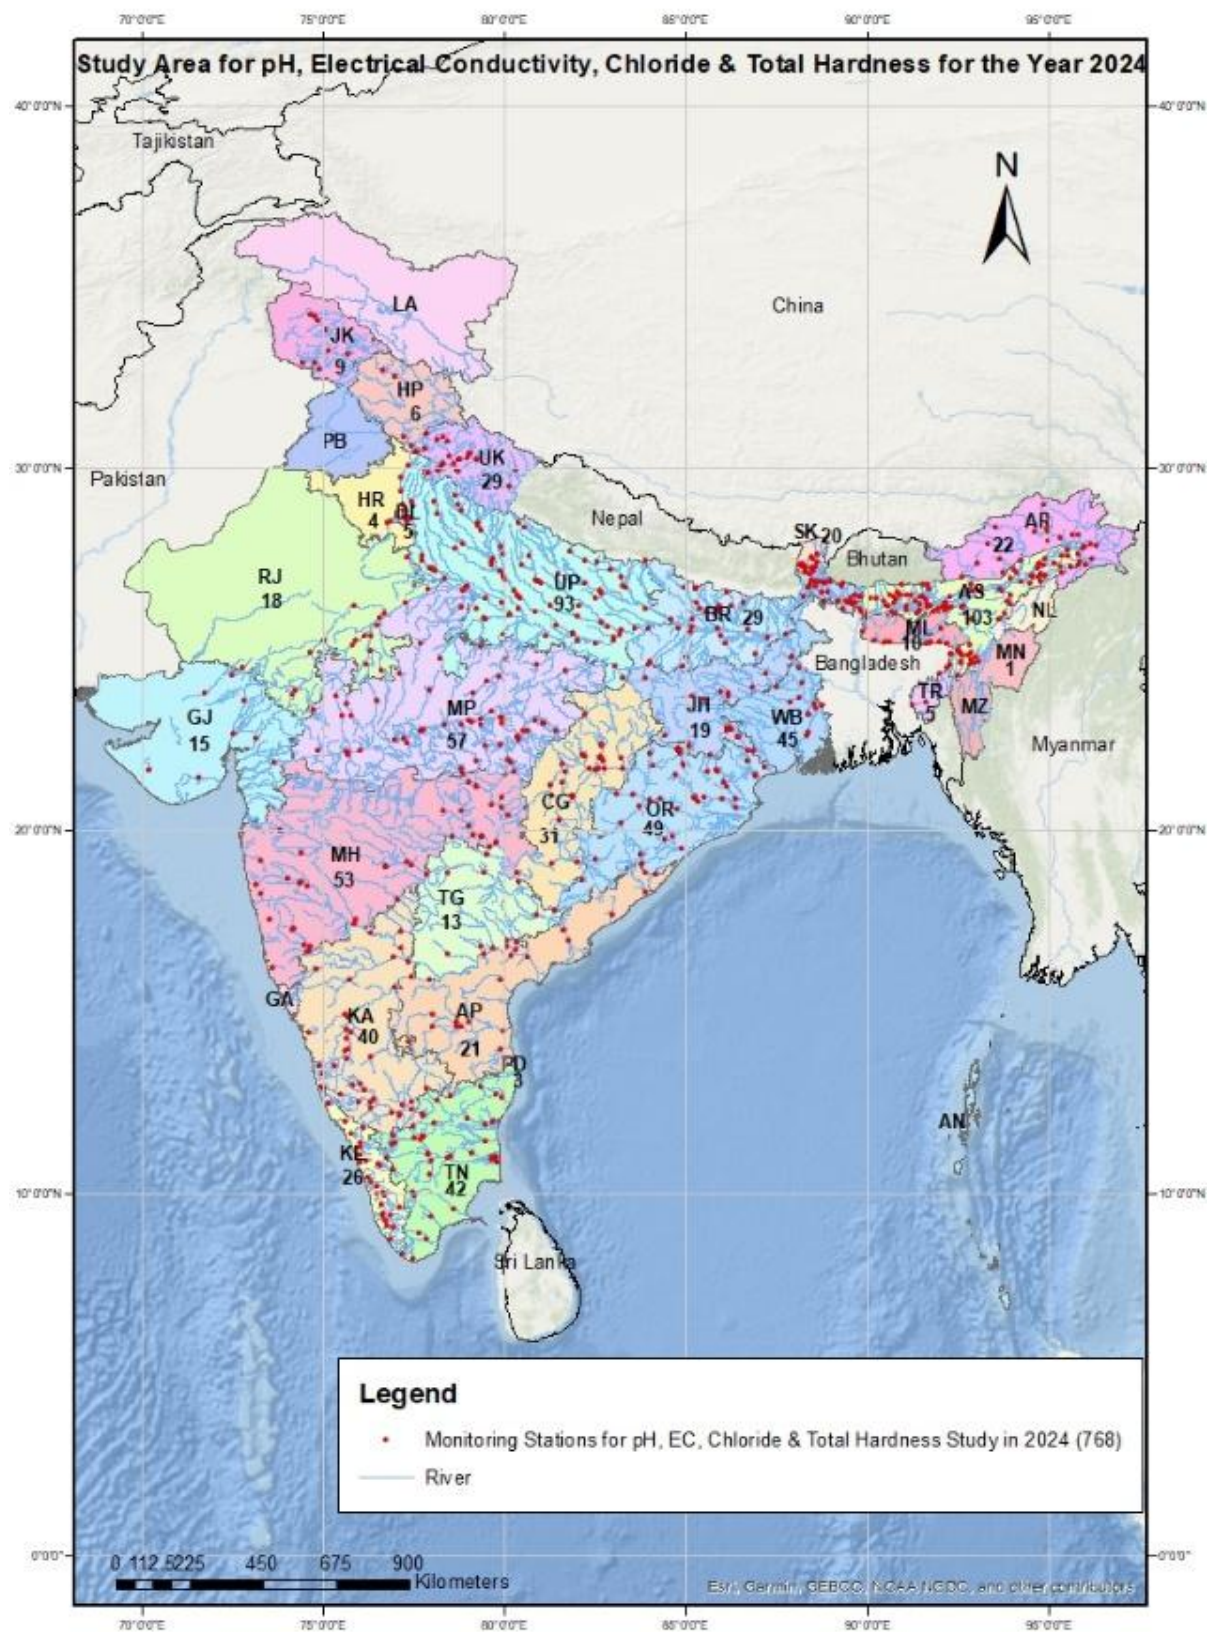 70°0'0"E 75°0'0"E 80°0'0"E 85°0'0"E 90°0'0"E 95°0'0"E
Study Area for pH, Electrical Conductivity, Chloride & Total Hardness for the Year 2024
40°0'0"N 40°0'0"N
Tajikistan
N
LA
China
JK
9
HP
6
PB
UK
29
30°0'0"N 30°0'0"N
Pakistan
HR
4
DL
5
Nepal
SK 20
AR
22
Bhutan
RJ
18
UP
93
AS
103
NL
BR 29
ML
Bangladesh
MN
1
TR
5
MZ
GJ
15
MP
57
JH
19
WB
45
Myanmar
CG
31
OR
49
20°0'0"N 20°0'0"N
MH
53
TG
13
GA
KA
40
AP
21
PD
3
AN
KL
26
TN
42
10°0'0"N 10°0'0"N
Sri Lanka
Legend
Monitoring Stations for pH, EC, Chloride & Total Hardness Study in 2024 (768)
River
0°0'0" 0°0'0"
0 112.5 225 450 675 900
Kilometers
Esri, Garmin, GEBCO, NOAA NGDC, and other contributors
70°0'0"E 75°0'0"E 80°0'0"E 85°0'0"E 90°0'0"E 95°0'0"E